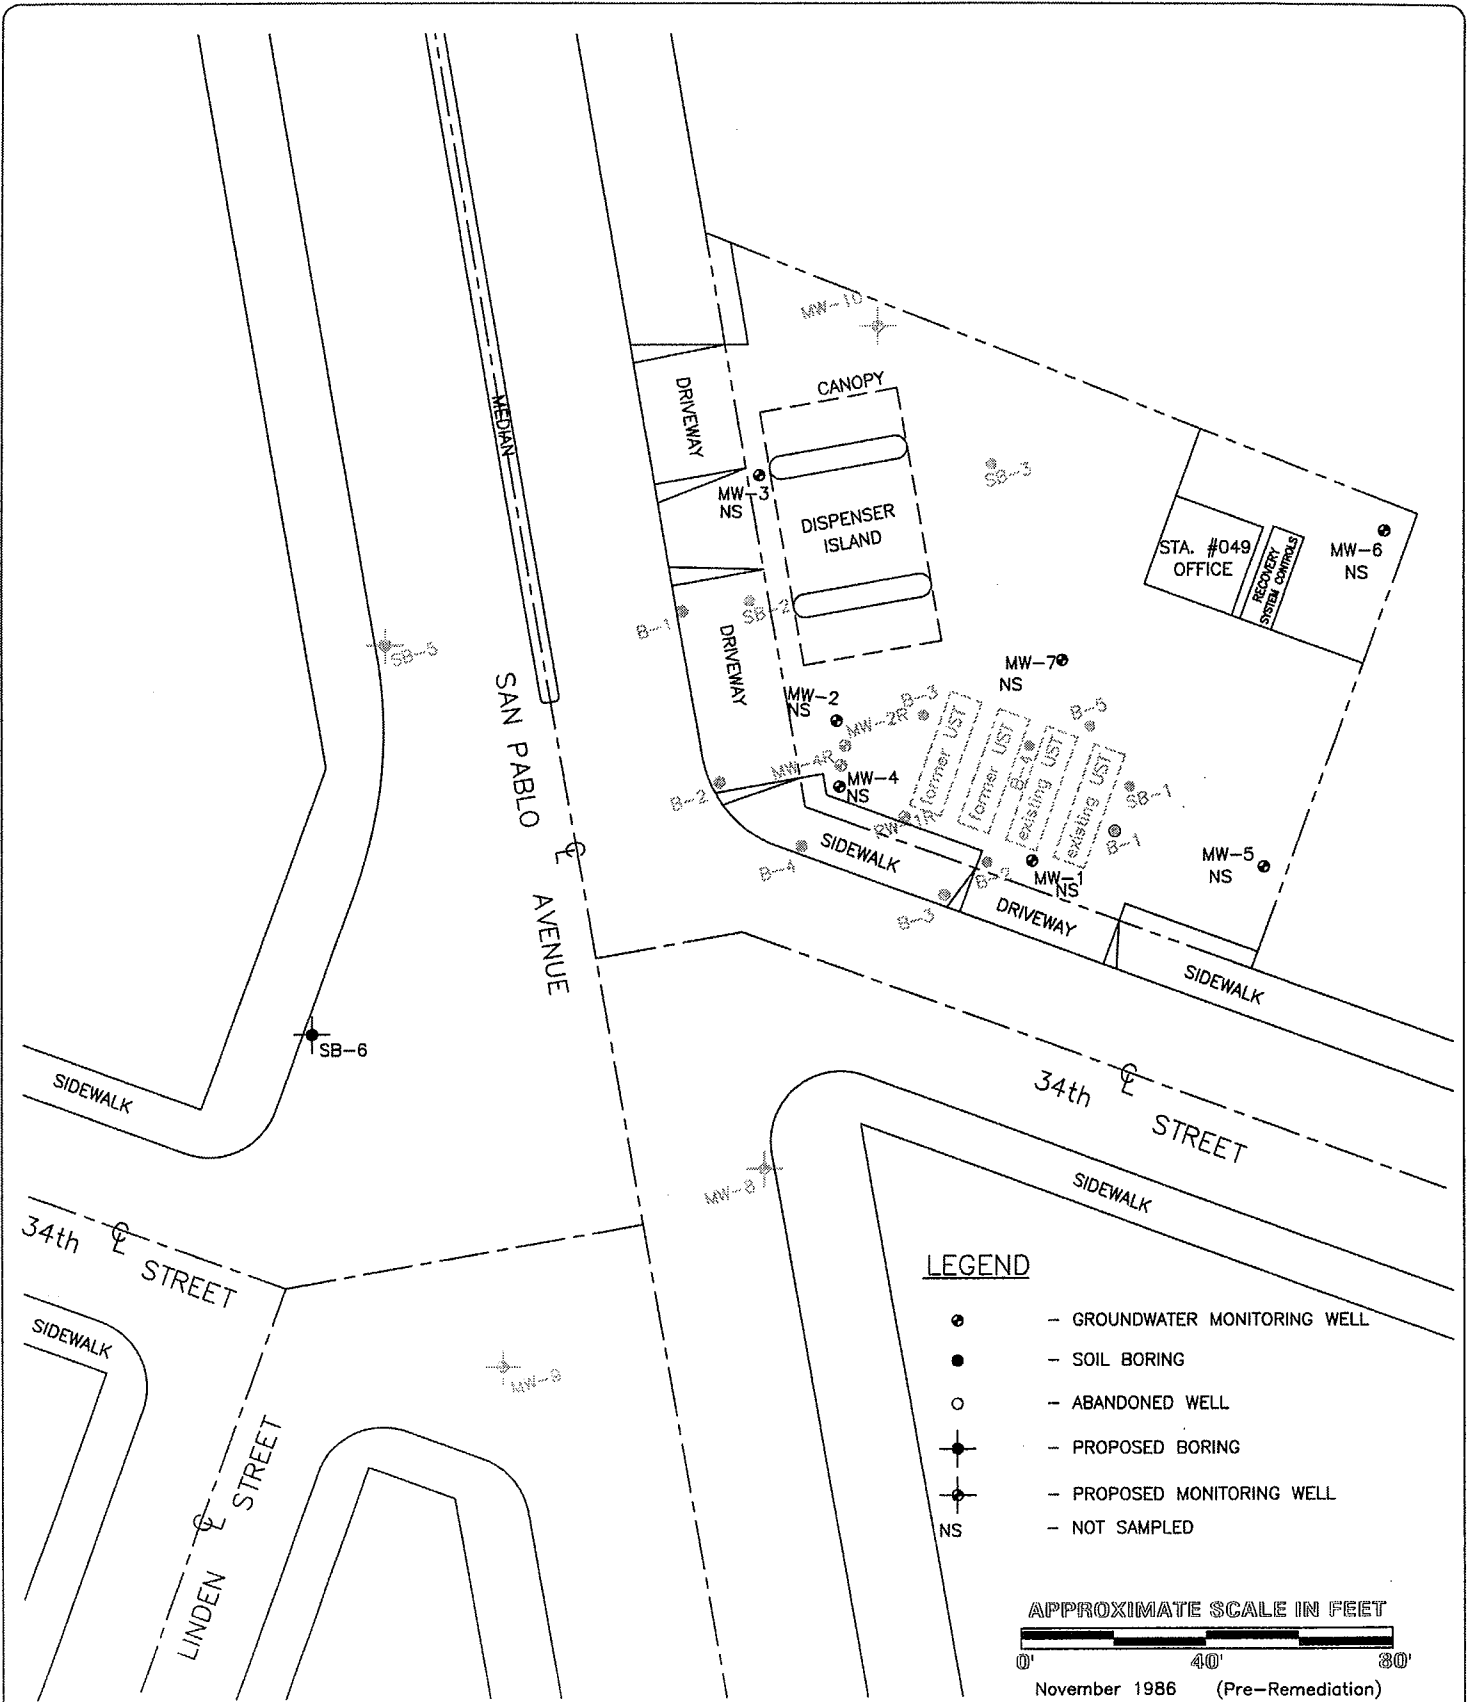 MW-10
CANOPY
DRIVEWAY
MEDIAN
SB-3
MW-3
NS
DISPENSER
ISLAND
STA. #049
OFFICE
RECOVERY
SYSTEM CONTROLS
MW-6
NS
B-1
SB-2
SB-5
DRIVEWAY
MW-7
NS
SAN PABLO
AVENUE
MW-2
NS
B-3
MW-2R
B-5
MW-4R
MW-4
NS
former UST
former UST
B-4
existing UST
existing UST
SB-1
B-2
RW-1R
B-1
SIDEWALK
B-4
B-2
MW-1
NS
MW-5
NS
B-3
DRIVEWAY
SIDEWALK
SB-6
SIDEWALK
34th
STREET
MW-8
SIDEWALK
34th
STREET
SIDEWALK
MW-9
LINDEN
STREET
LEGEND
- GROUNDWATER MONITORING WELL
- SOIL BORING
- ABANDONED WELL
- PROPOSED BORING
- PROPOSED MONITORING WELL
NS - NOT SAMPLED
APPROXIMATE SCALE IN FEET
0' 40' 80'
November 1986 (Pre-Remediation)